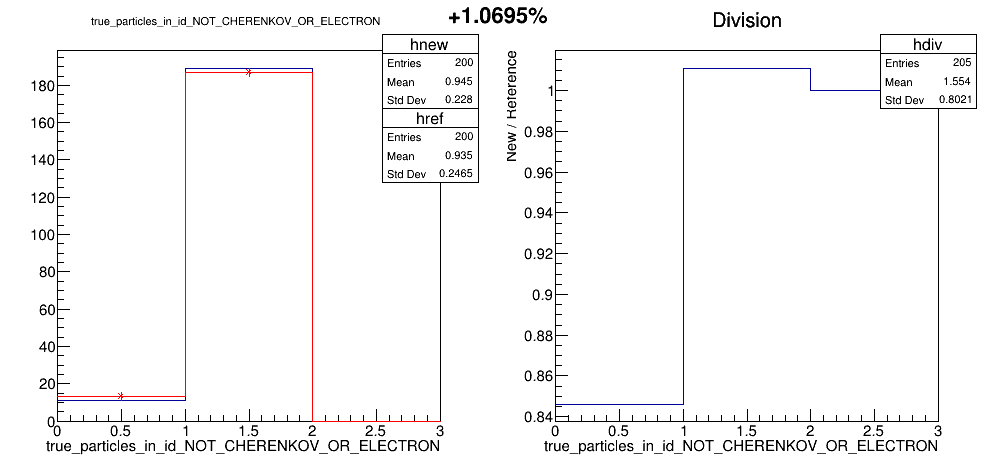 +1.0695%
true_particles_in_id_NOT_CHERENKOV_OR_ELECTRON
hnew
Entries 200
Mean 0.945
Std Dev 0.228
href
Entries 200
Mean 0.935
Std Dev 0.2465
180
160
140
120
100
80
60
40
20
0
0 0.5 1 1.5 2 2.5 3
true_particles_in_id_NOT_CHERENKOV_OR_ELECTRON
Division
hdiv
Entries 205
Mean 1.554
Std Dev 0.8021
New / Reference
1
0.98
0.96
0.94
0.92
0.9
0.88
0.86
0.84
0 0.5 1 1.5 2 2.5 3
true_particles_in_id_NOT_CHERENKOV_OR_ELECTRON